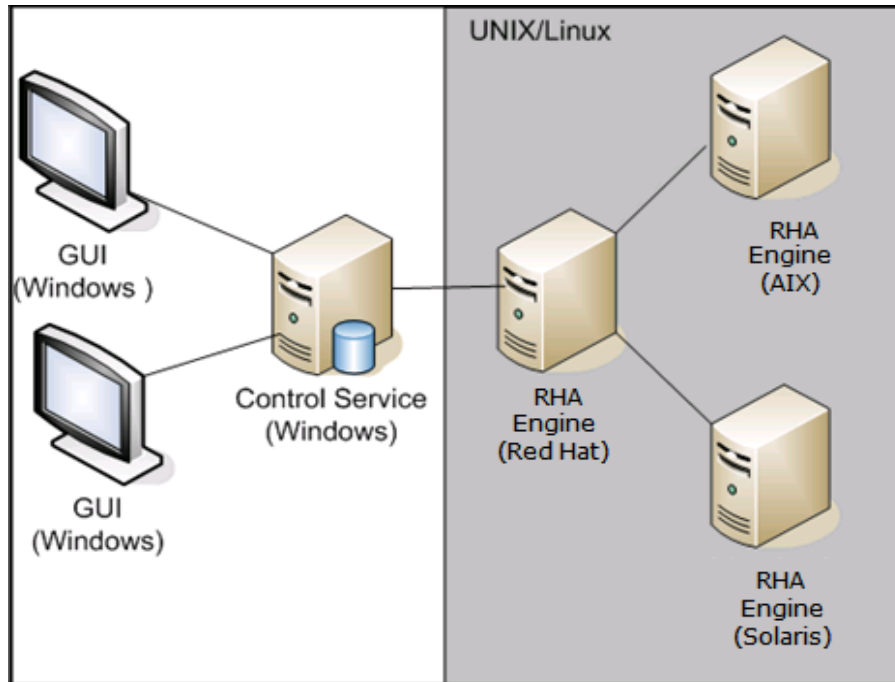 UNIX/Linux
GUI
(Windows )
GUI
(Windows)
Control Service
(Windows)
RHA
Engine
(Red Hat)
RHA
Engine
(AIX)
RHA
Engine
(Solaris)